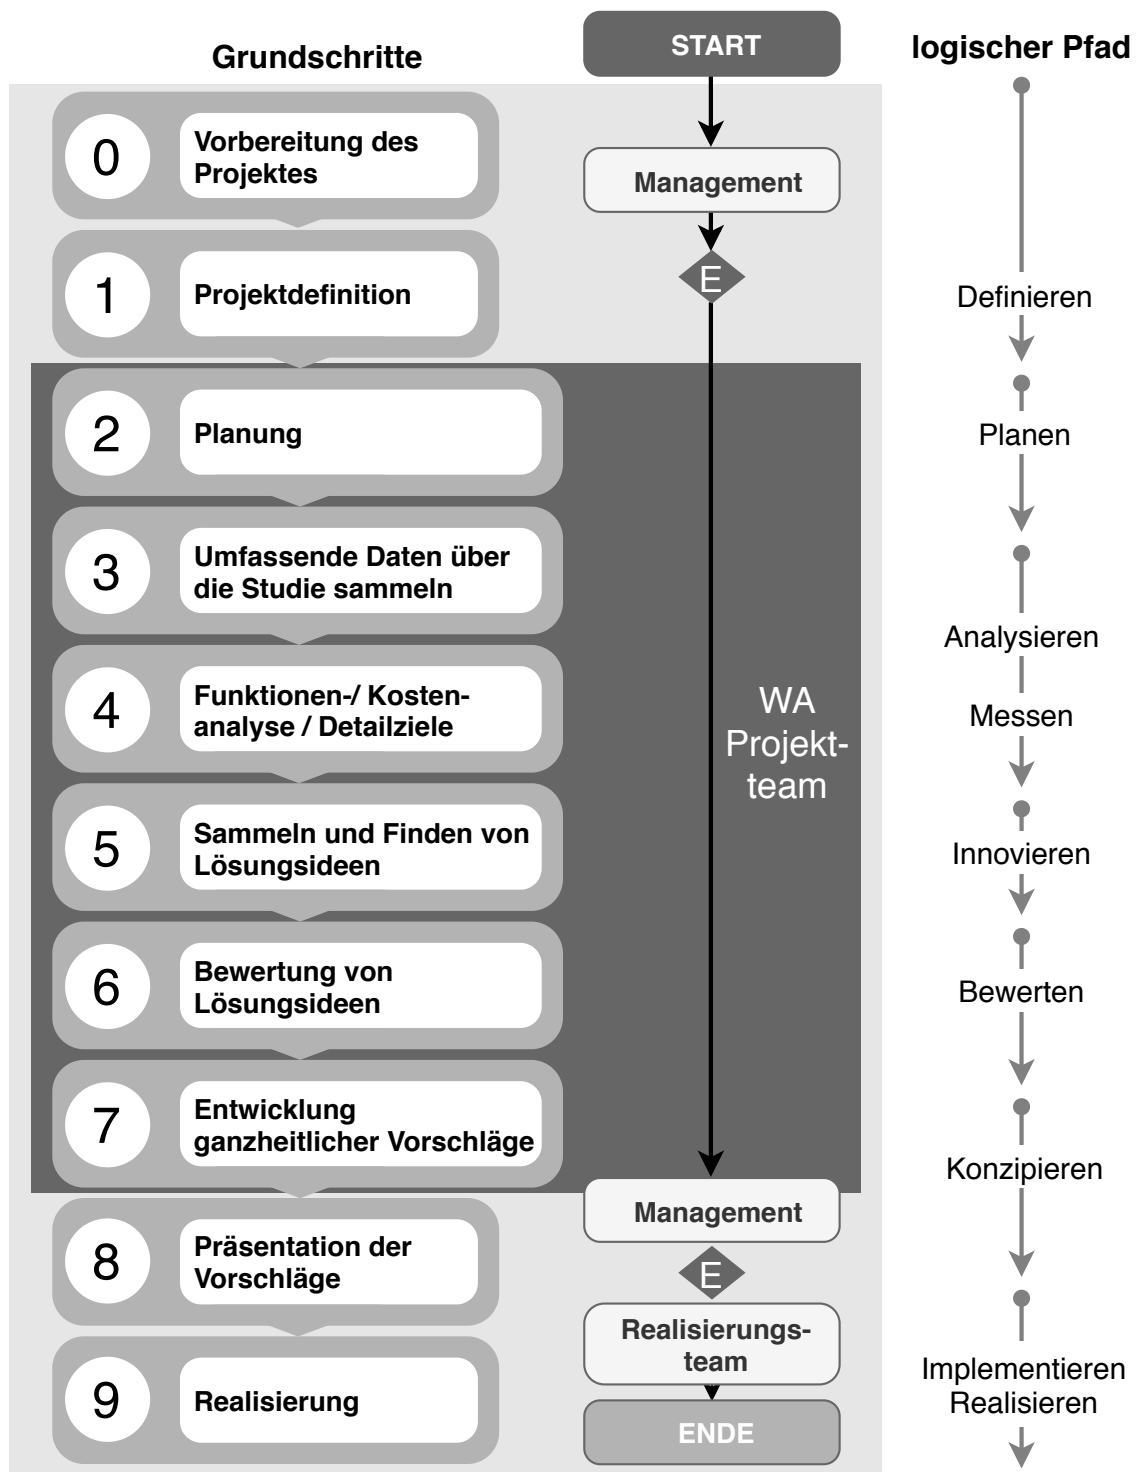 Grundschritte
START
logischer Pfad
0
Vorbereitung des
Projektes
Management
1
Projektdefinition
E
Definieren
2
Planung
Planen
3
Umfassende Daten über
die Studie sammeln
Analysieren
4
Funktionen-/ Kosten-
analyse / Detailziele
WA
Projekt-
team
Messen
5
Sammeln und Finden von
Lösungsideen
Innovieren
6
Bewertung von
Lösungsideen
Bewerten
7
Entwicklung
ganzheitlicher Vorschläge
Konzipieren
Management
8
Präsentation der
Vorschläge
E
Realisierungs-
team
Implementieren
Realisieren
9
Realisierung
ENDE